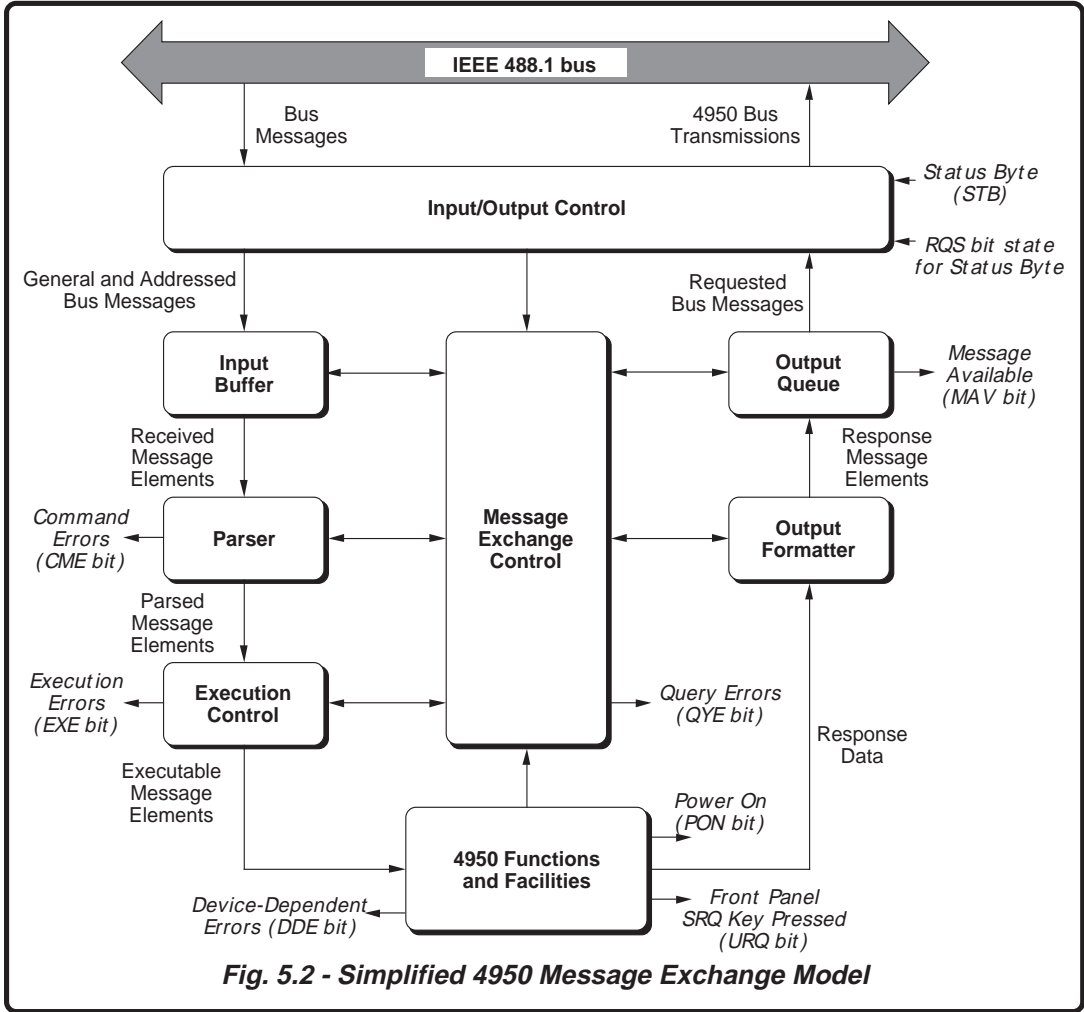 IEEE 488.1 bus
Bus
Messages
4950 Bus
Transmissions
Status Byte
(STB)
Input/Output Control
RQS bit state
for Status Byte
General and Addressed
Bus Messages
Requested
Bus Messages
Input
Buffer
Output
Queue
Message
Available
(MAV bit)
Received
Message
Elements
Response
Message
Elements
Command
Errors
(CME bit)
Parser
Message
Exchange
Control
Output
Formatter
Parsed
Message
Elements
Execution
Errors
(EXE bit)
Execution
Control
Query Errors
(QYE bit)
Response
Data
Executable
Message
Elements
Power On
(PON bit)
4950 Functions
and Facilities
Device-Dependent
Errors (DDE bit)
Front Panel
SRQ Key Pressed
(URQ bit)
Fig. 5.2 - Simplified 4950 Message Exchange Model